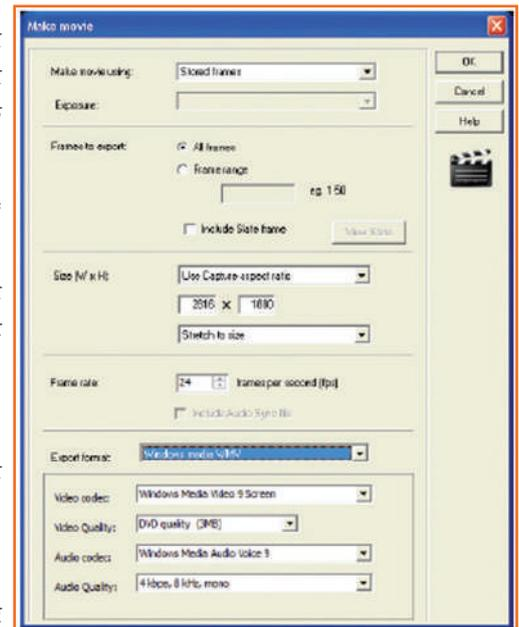 Make movie
OK
Cancel
Help
Make movie using: Stored frames
Exposure:
Frames to export: All frames
Frame range
eg. 1-50
Include Slate frame View Slate
Size (W x H): Use Capture aspect ratio
2816 x
Stretch to size
Frame rate: 24 frames per second (fps)
Include Audio Sync file
Export format: Windows media WMV
Video codec: Windows Media Video 9 Screen
Video Quality: DVD quality (3MB)
Audio codec: Windows Media Audio Voice 9
Audio Quality: 4 kbps, 8 kHz, mono